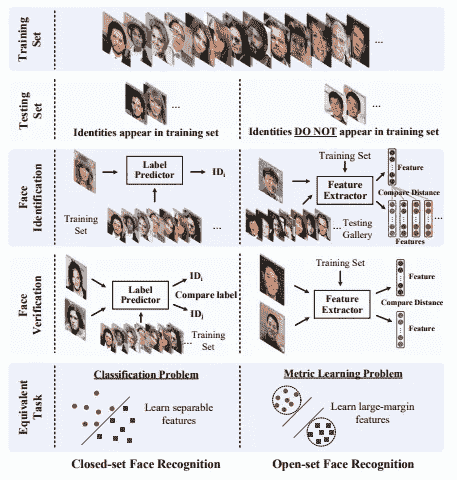 Training Set
...
Testing Set
...
Identities appear in training set
...
Identities DO NOT appear in training set
Face Identification
Label Predictor
IDi
Training Set
...
Training Set
Feature Extractor
Feature
Compare Distance
...
Testing Gallery
...
Features
Face Verification
Label Predictor
IDi
Compare label
IDj
...
Training Set
Training Set
Feature Extractor
Feature
Compare Distance
Feature
Equivalent Task
Classification Problem
Learn separable features
Metric Learning Problem
Learn large-margin features
Closed-set Face Recognition
Open-set Face Recognition